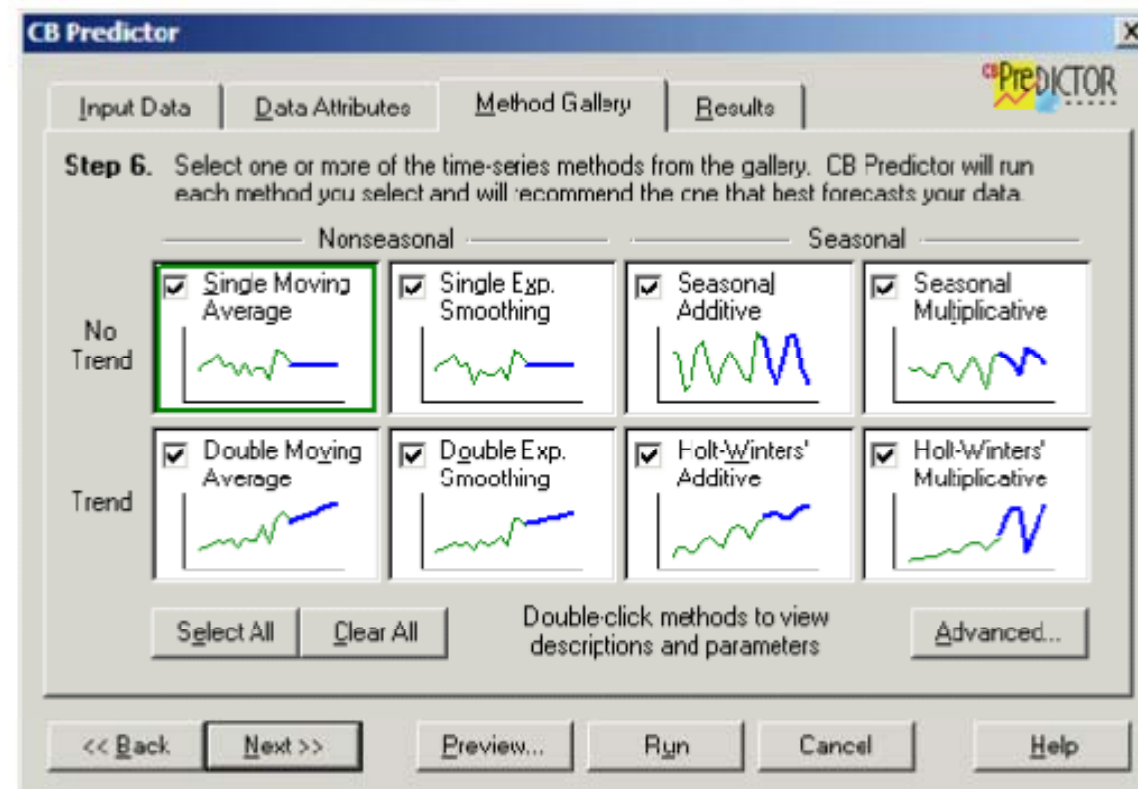 CB Predictor
CB PreDICTOR
Input Data
Data Attributes
Method Gallery
Results
Step 6. Select one or more of the time-series methods from the gallery. CB Predictor will run
each method you select and will recommend the one that best forecasts your data.
Nonseasonal
Seasonal
No
Trend
Single Moving
Average
Single Exp.
Smoothing
Seasonal
Additive
Seasonal
Multiplicative
Trend
Double Moving
Average
Double Exp.
Smoothing
Holt-Winters'
Additive
Holt-Winters'
Multiplicative
Select All
Clear All
Double-click methods to view
descriptions and parameters
Advanced...
<< Back
Next >>
Preview...
Run
Cancel
Help